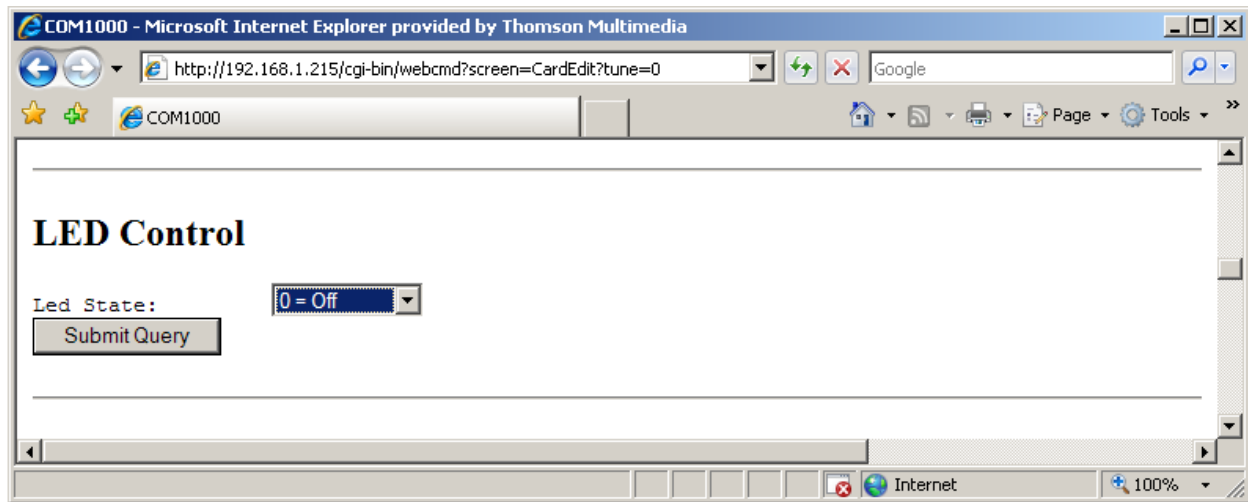 COM1000 - Microsoft Internet Explorer provided by Thomson Multimedia
http://192.168.1.215/cgi-bin/webcmd?screen=CardEdit?tune=0
Google
COM1000
Page
Tools
LED Control
Led State:
0 = Off
Submit Query
Internet
100%